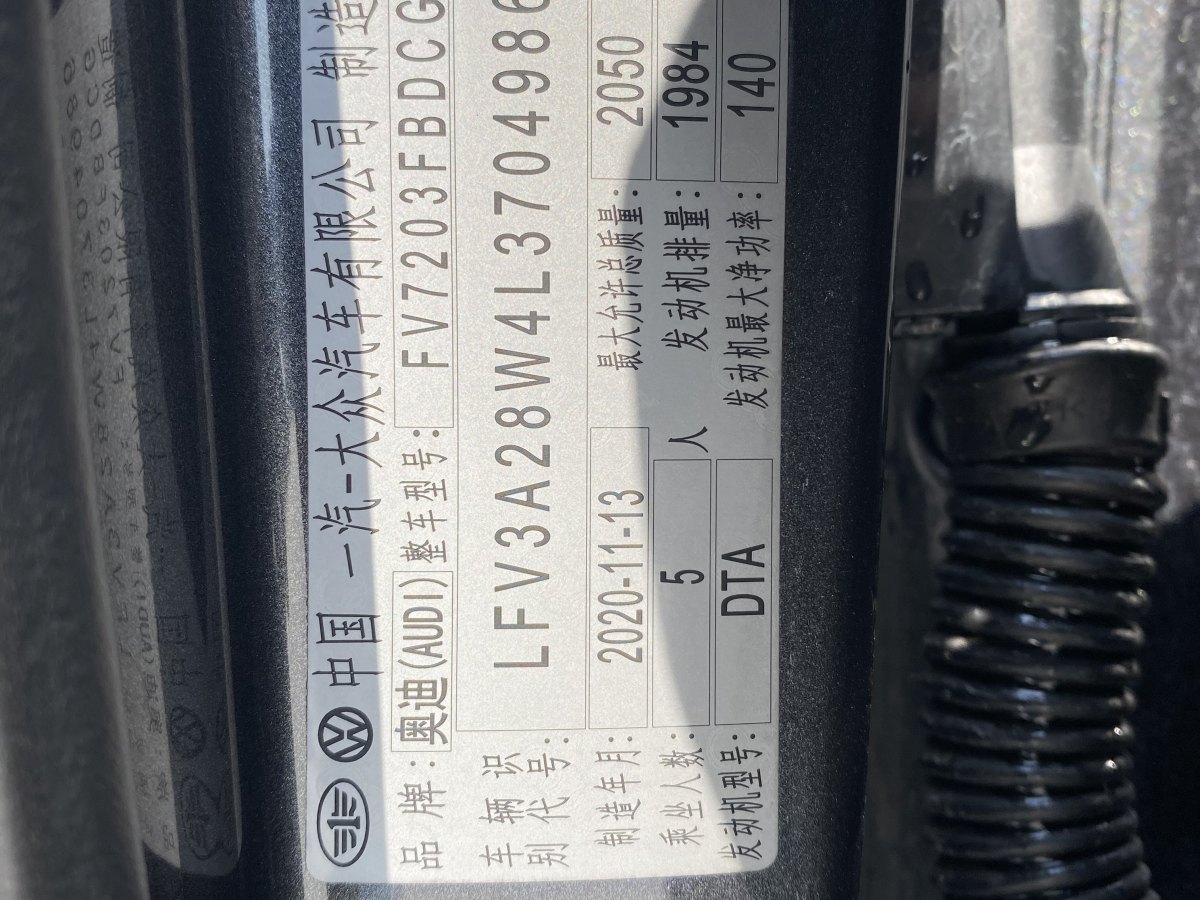 中国 一汽-大众汽车有限公司 制造
品 牌: 奥迪(AUDI) 整车型号: FV7203FBDCG
车辆识别代号: LFV3A28W4L3704986
制造年月: 2020-11-13 最大允许总质量: 2050
乘坐人数: 5 人 发动机排量: 1984
发动机型号: DTA 发动机最大净功率: 140